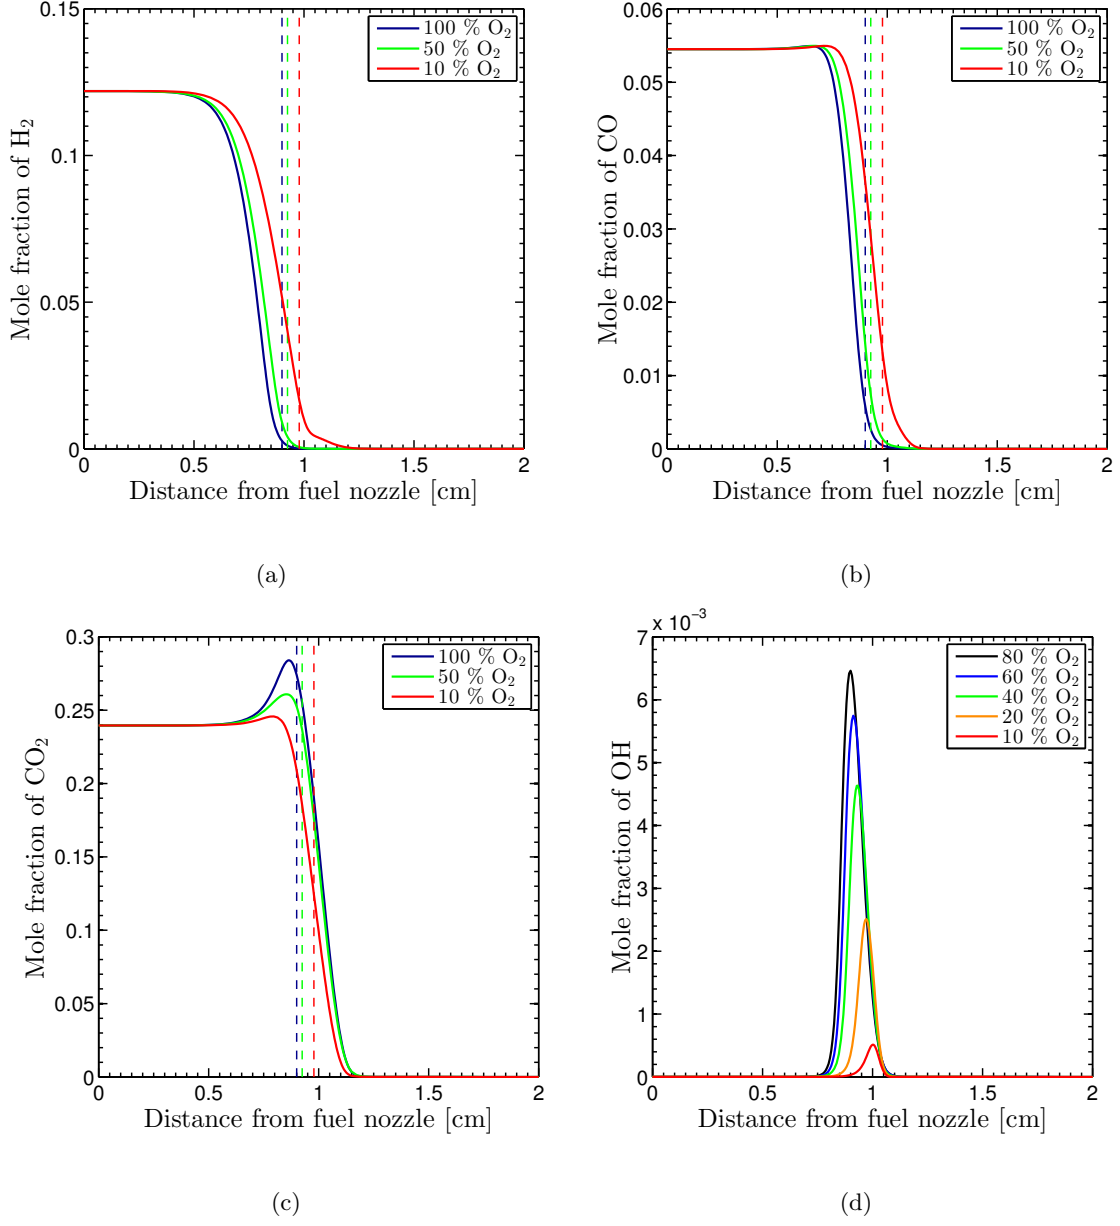 0.15
0.1
0.05
0
0
0.5
1
1.5
2
Mole fraction of H₂
Distance from fuel nozzle [cm]
100 % O₂
50 % O₂
10 % O₂
(a)
0.06
0.05
0.04
0.03
0.02
0.01
0
0
0.5
1
1.5
2
Mole fraction of CO
Distance from fuel nozzle [cm]
100 % O₂
50 % O₂
10 % O₂
(b)
0.3
0.25
0.2
0.15
0.1
0.05
0
0
0.5
1
1.5
2
Mole fraction of CO₂
Distance from fuel nozzle [cm]
100 % O₂
50 % O₂
10 % O₂
(c)
x 10⁻³
7
6
5
4
3
2
1
0
0
0.5
1
1.5
2
Mole fraction of OH
Distance from fuel nozzle [cm]
80 % O₂
60 % O₂
40 % O₂
20 % O₂
10 % O₂
(d)